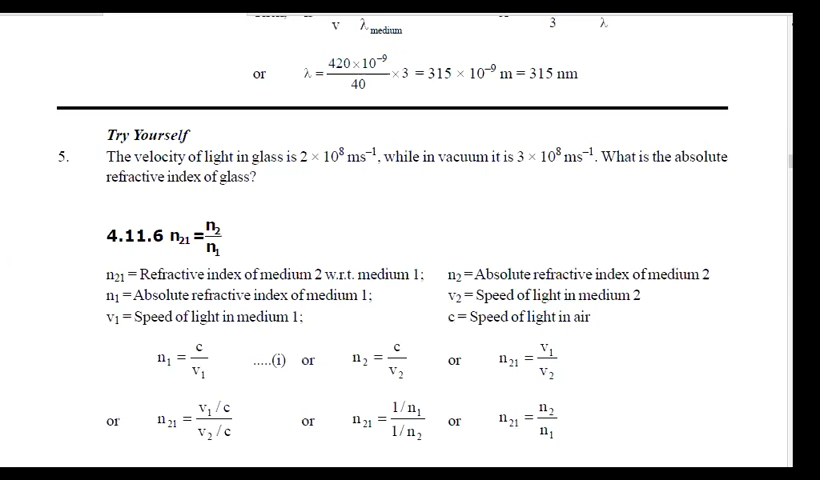 v λmedium 3 λ
or λ = 420×10⁻⁹/40 ×3 = 315 × 10⁻⁹ m = 315 nm
Try Yourself
5. The velocity of light in glass is 2 × 10⁸ ms⁻¹, while in vacuum it is 3 × 10⁸ ms⁻¹. What is the absolute
refractive index of glass?
4.11.6 n₂₁ = n₂/n₁
n₂₁ = Refractive index of medium 2 w.r.t. medium 1; n₂ = Absolute refractive index of medium 2
n₁ = Absolute refractive index of medium 1; v₂ = Speed of light in medium 2
v₁ = Speed of light in medium 1; c = Speed of light in air
n₁ = c/v₁ .....(i) or n₂ = c/v₂ or n₂₁ = v₁/v₂
or n₂₁ = v₁/c / v₂/c or n₂₁ = 1/n₁ / 1/n₂ or n₂₁ = n₂/n₁